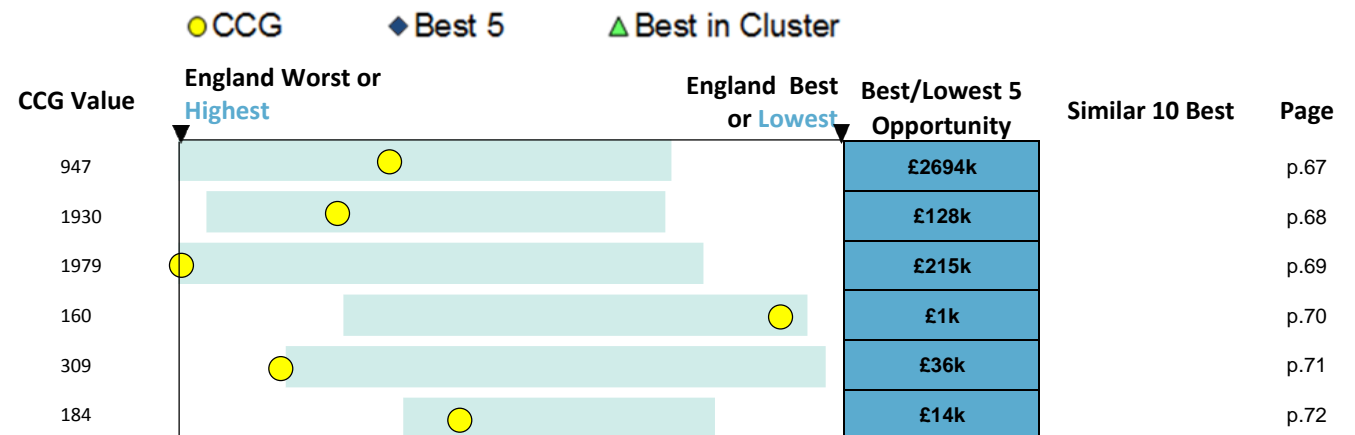 CCG Best 5 Best in Cluster
CCG Value England Worst or Highest England Best or Lowest Best/Lowest 5 Opportunity Similar 10 Best Page
947 £2694k p.67
1930 £128k p.68
1979 £215k p.69
160 £1k p.70
309 £36k p.71
184 £14k p.72